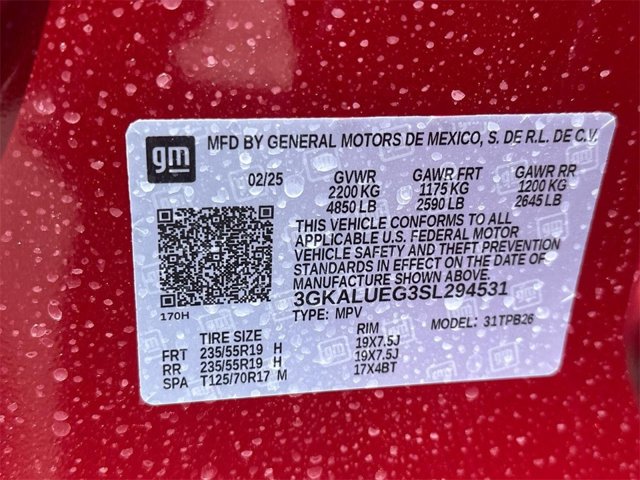 gm
MFD BY GENERAL MOTORS DE MEXICO, S. DE R.L. DE C.V.
02/25 GVWR GAWR FRT GAWR RR
2200 KG 1175 KG 1200 KG
4850 LB 2590 LB 2645 LB
THIS VEHICLE CONFORMS TO ALL
APPLICABLE U.S. FEDERAL MOTOR
VEHICLE SAFETY AND THEFT PREVENTION
STANDARDS IN EFFECT ON THE DATE OF
MANUFACTURE SHOWN ABOVE.
3GKALUEG3SL294531
170H TYPE: MPV MODEL: 31TPB26
TIRE SIZE RIM
FRT 235/55R19 H 19X7.5J
RR 235/55R19 H 19X7.5J
SPA T125/70R17 M 17X4BT